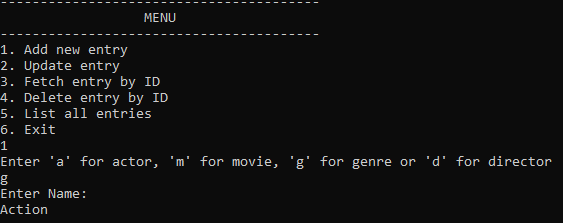 ----------------------------------------
MENU
----------------------------------------
1. Add new entry
2. Update entry
3. Fetch entry by ID
4. Delete entry by ID
5. List all entries
6. Exit
1
Enter 'a' for actor, 'm' for movie, 'g' for genre or 'd' for director
g
Enter Name:
Action